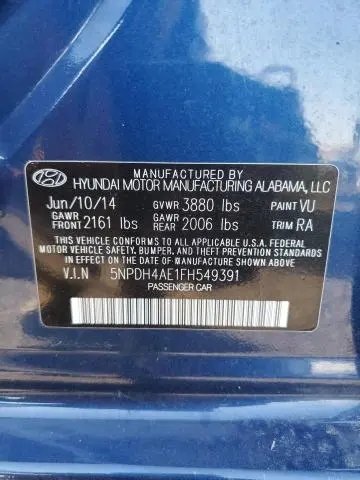 MANUFACTURED BY
HYUNDAI MOTOR MANUFACTURING ALABAMA, LLC
Jun/10/14 GVWR 3880 lbs PAINT VU
GAWR FRONT 2161 lbs GAWR REAR 2006 lbs TRIM RA
THIS VEHICLE CONFORMS TO ALL APPLICABLE U.S.A. FEDERAL
MOTOR VEHICLE SAFETY, BUMPER, AND THEFT PREVENTION STANDARDS
IN EFFECT ON THE DATE OF MANUFACTURE SHOWN ABOVE.
V.I.N 5NPDH4AE1FH549391
PASSENGER CAR